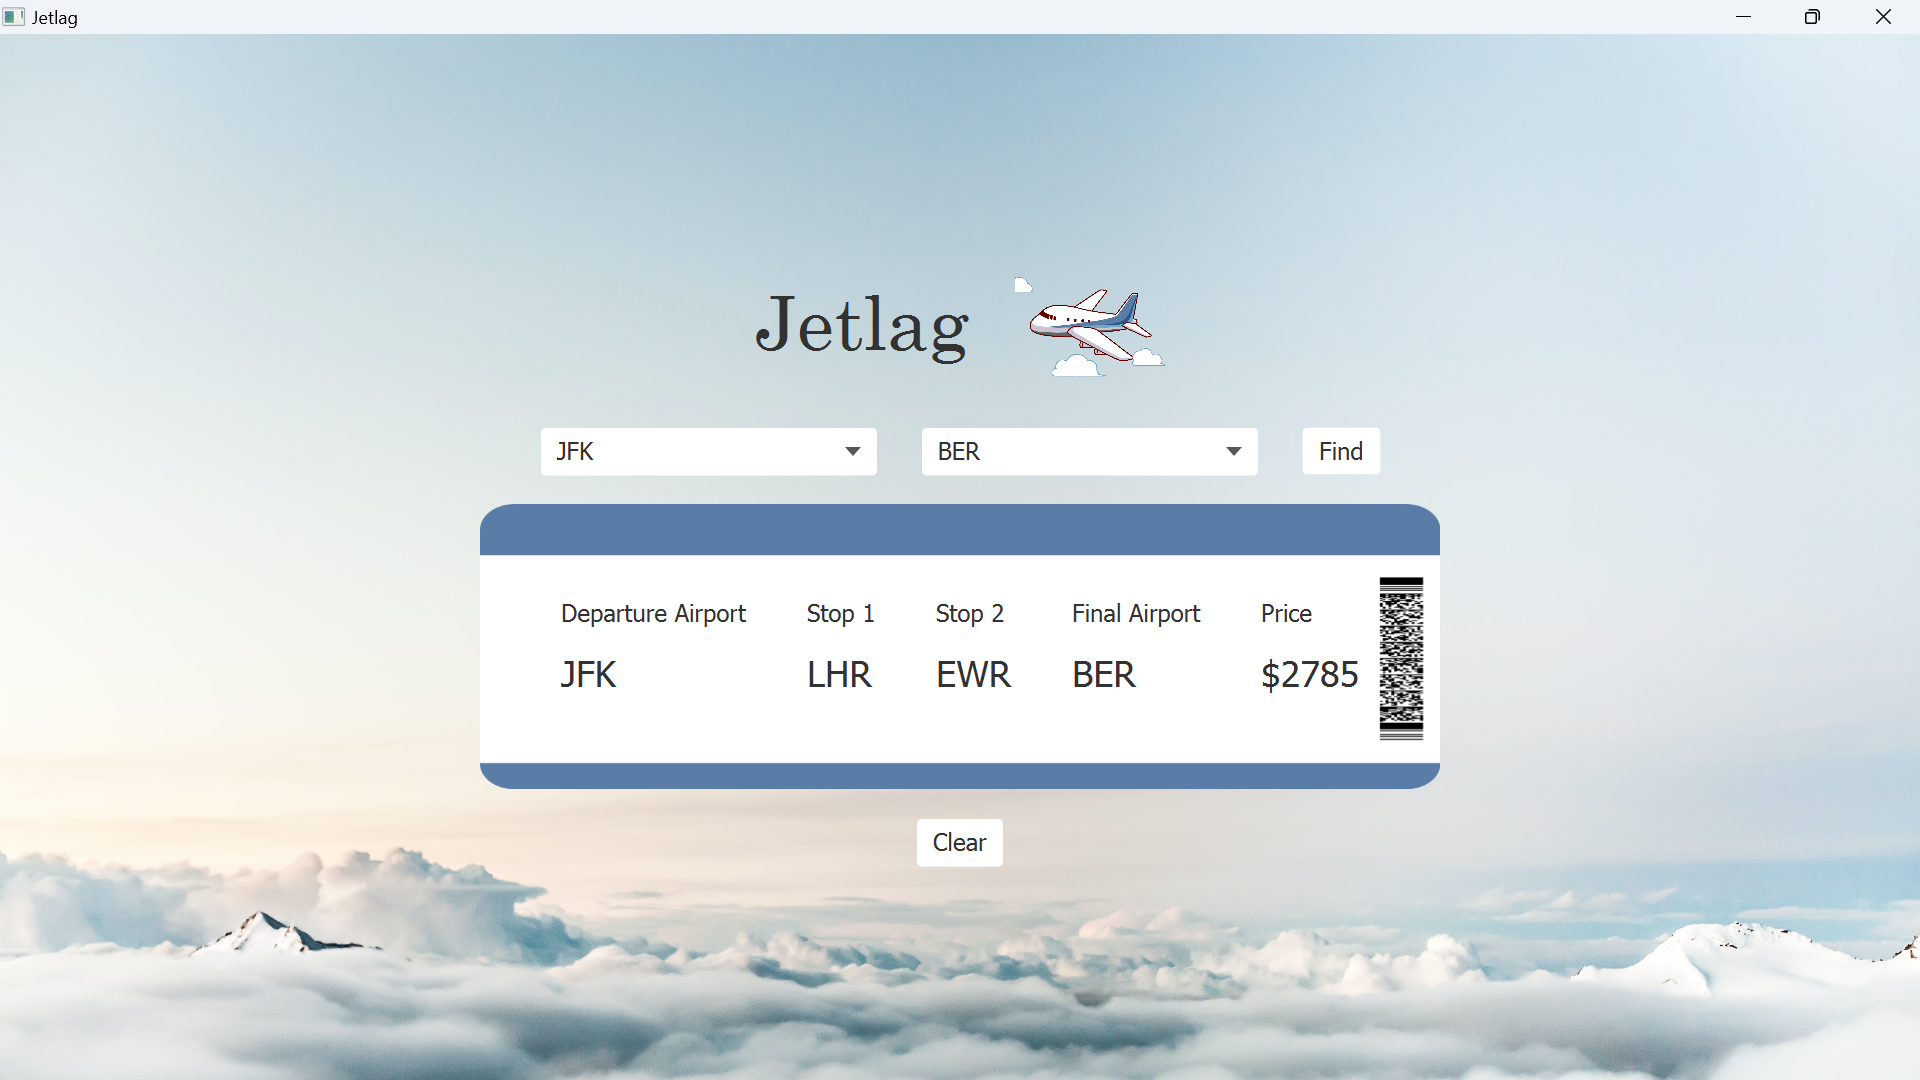 Jetlag
Jetlag
JFK BER Find
Departure Airport Stop 1 Stop 2 Final Airport Price
JFK LHR EWR BER $2785
Clear